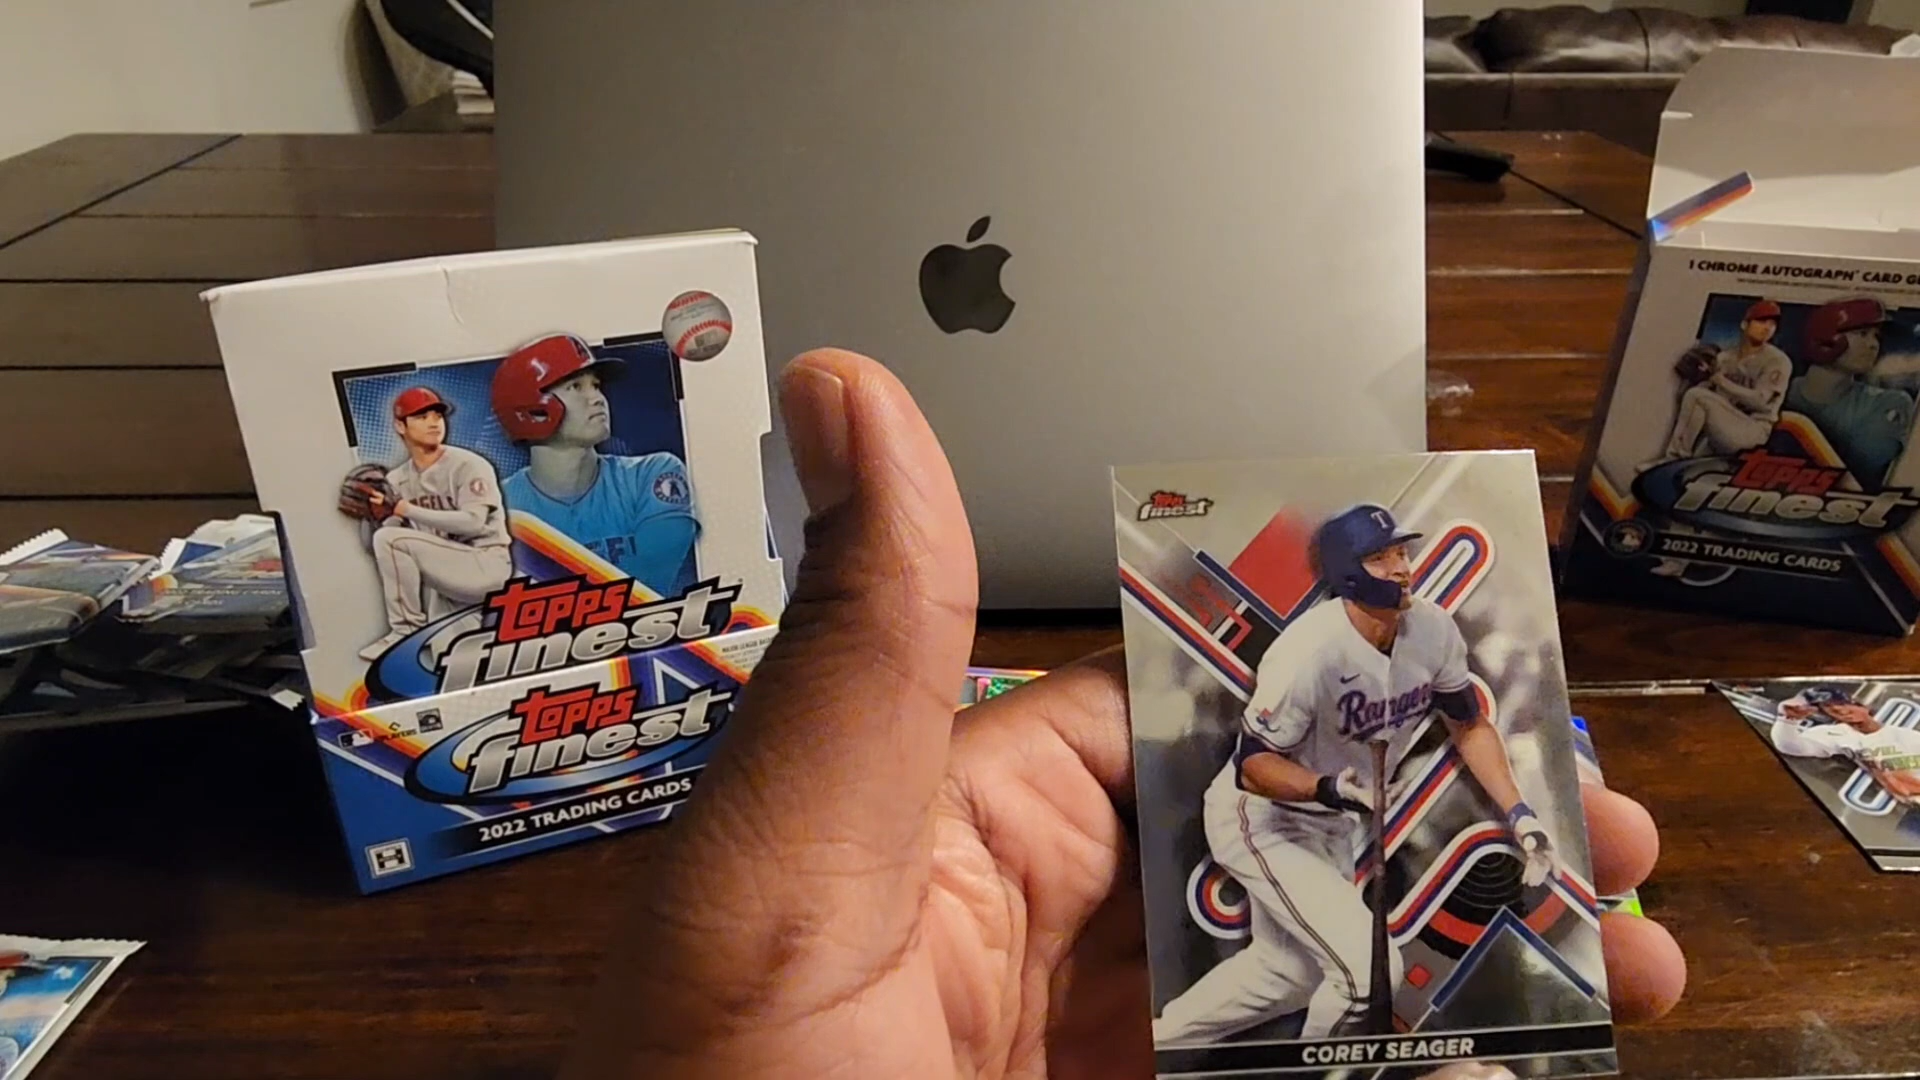 topps
finest
topps
finest
2022 TRADING CARDS
topps
finest
Rangers
COREY SEAGER
1 CHROME AUTOGRAPH CARD
topps
finest
2022 TRADING CARDS